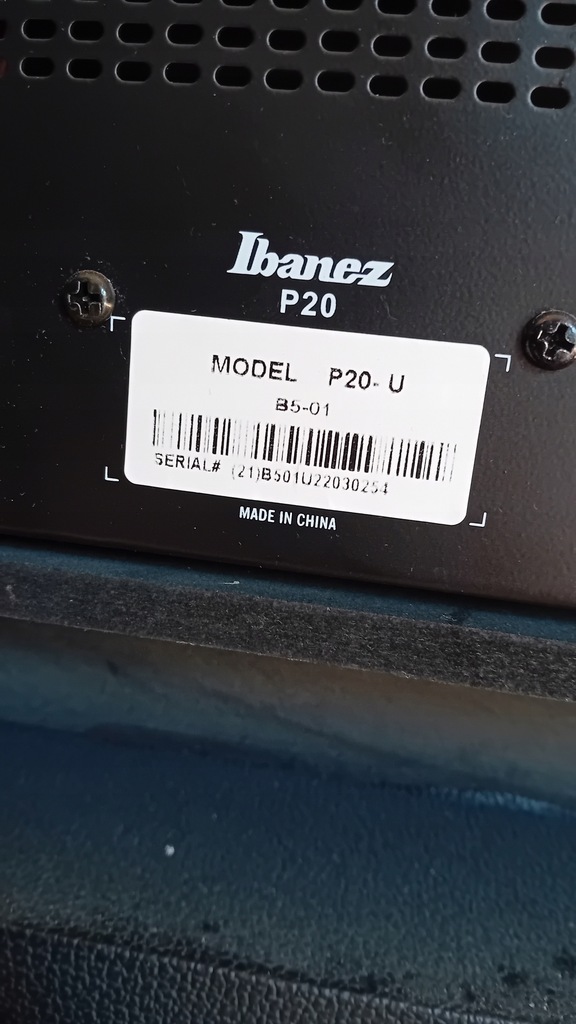 Ibanez
P20
MODEL P20-U
B5-01
SERIAL# (21)B501U22030254
MADE IN CHINA